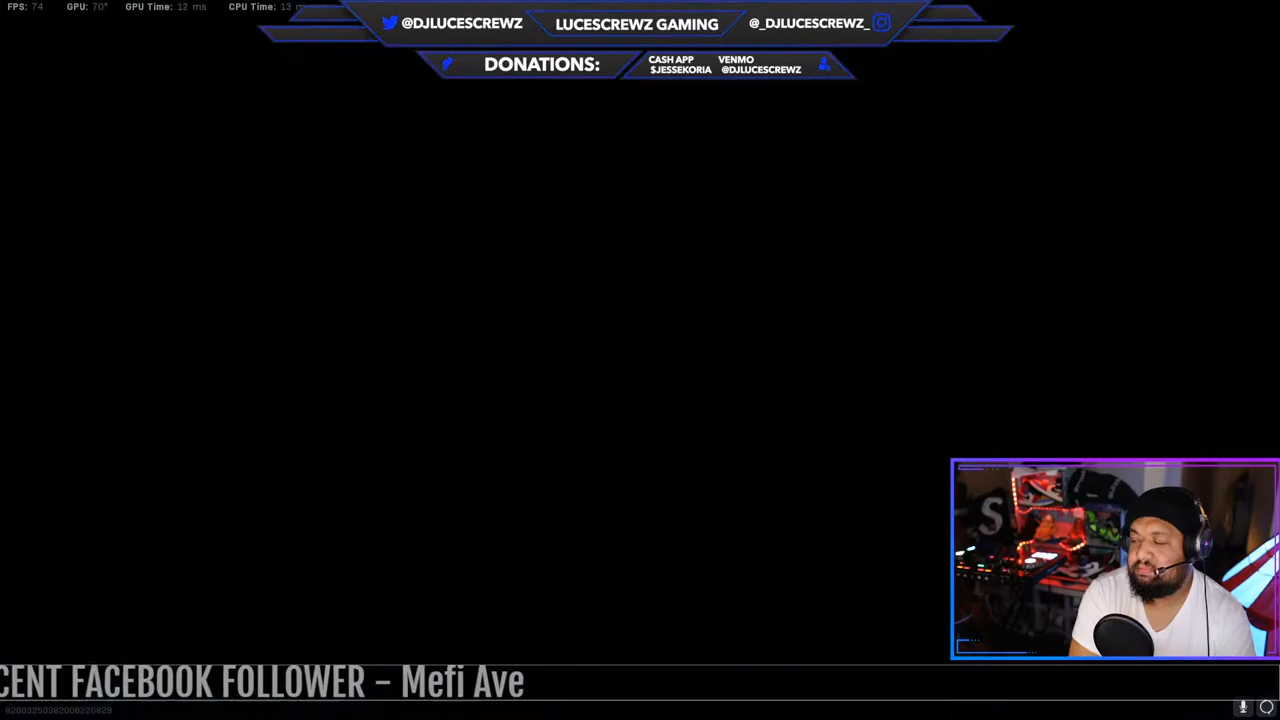 FPS: 74 GPU: 70° GPU Time: 12 ms CPU Time: 13 m
@DJLUCESCREWZ
LUCESCREWZ GAMING
@_DJLUCESCREWZ_
DONATIONS:
CASH APP
$JESSEKORIA
VENMO
@DJLUCESCREWZ
S
CENT FACEBOOK FOLLOWER – Mefi Ave